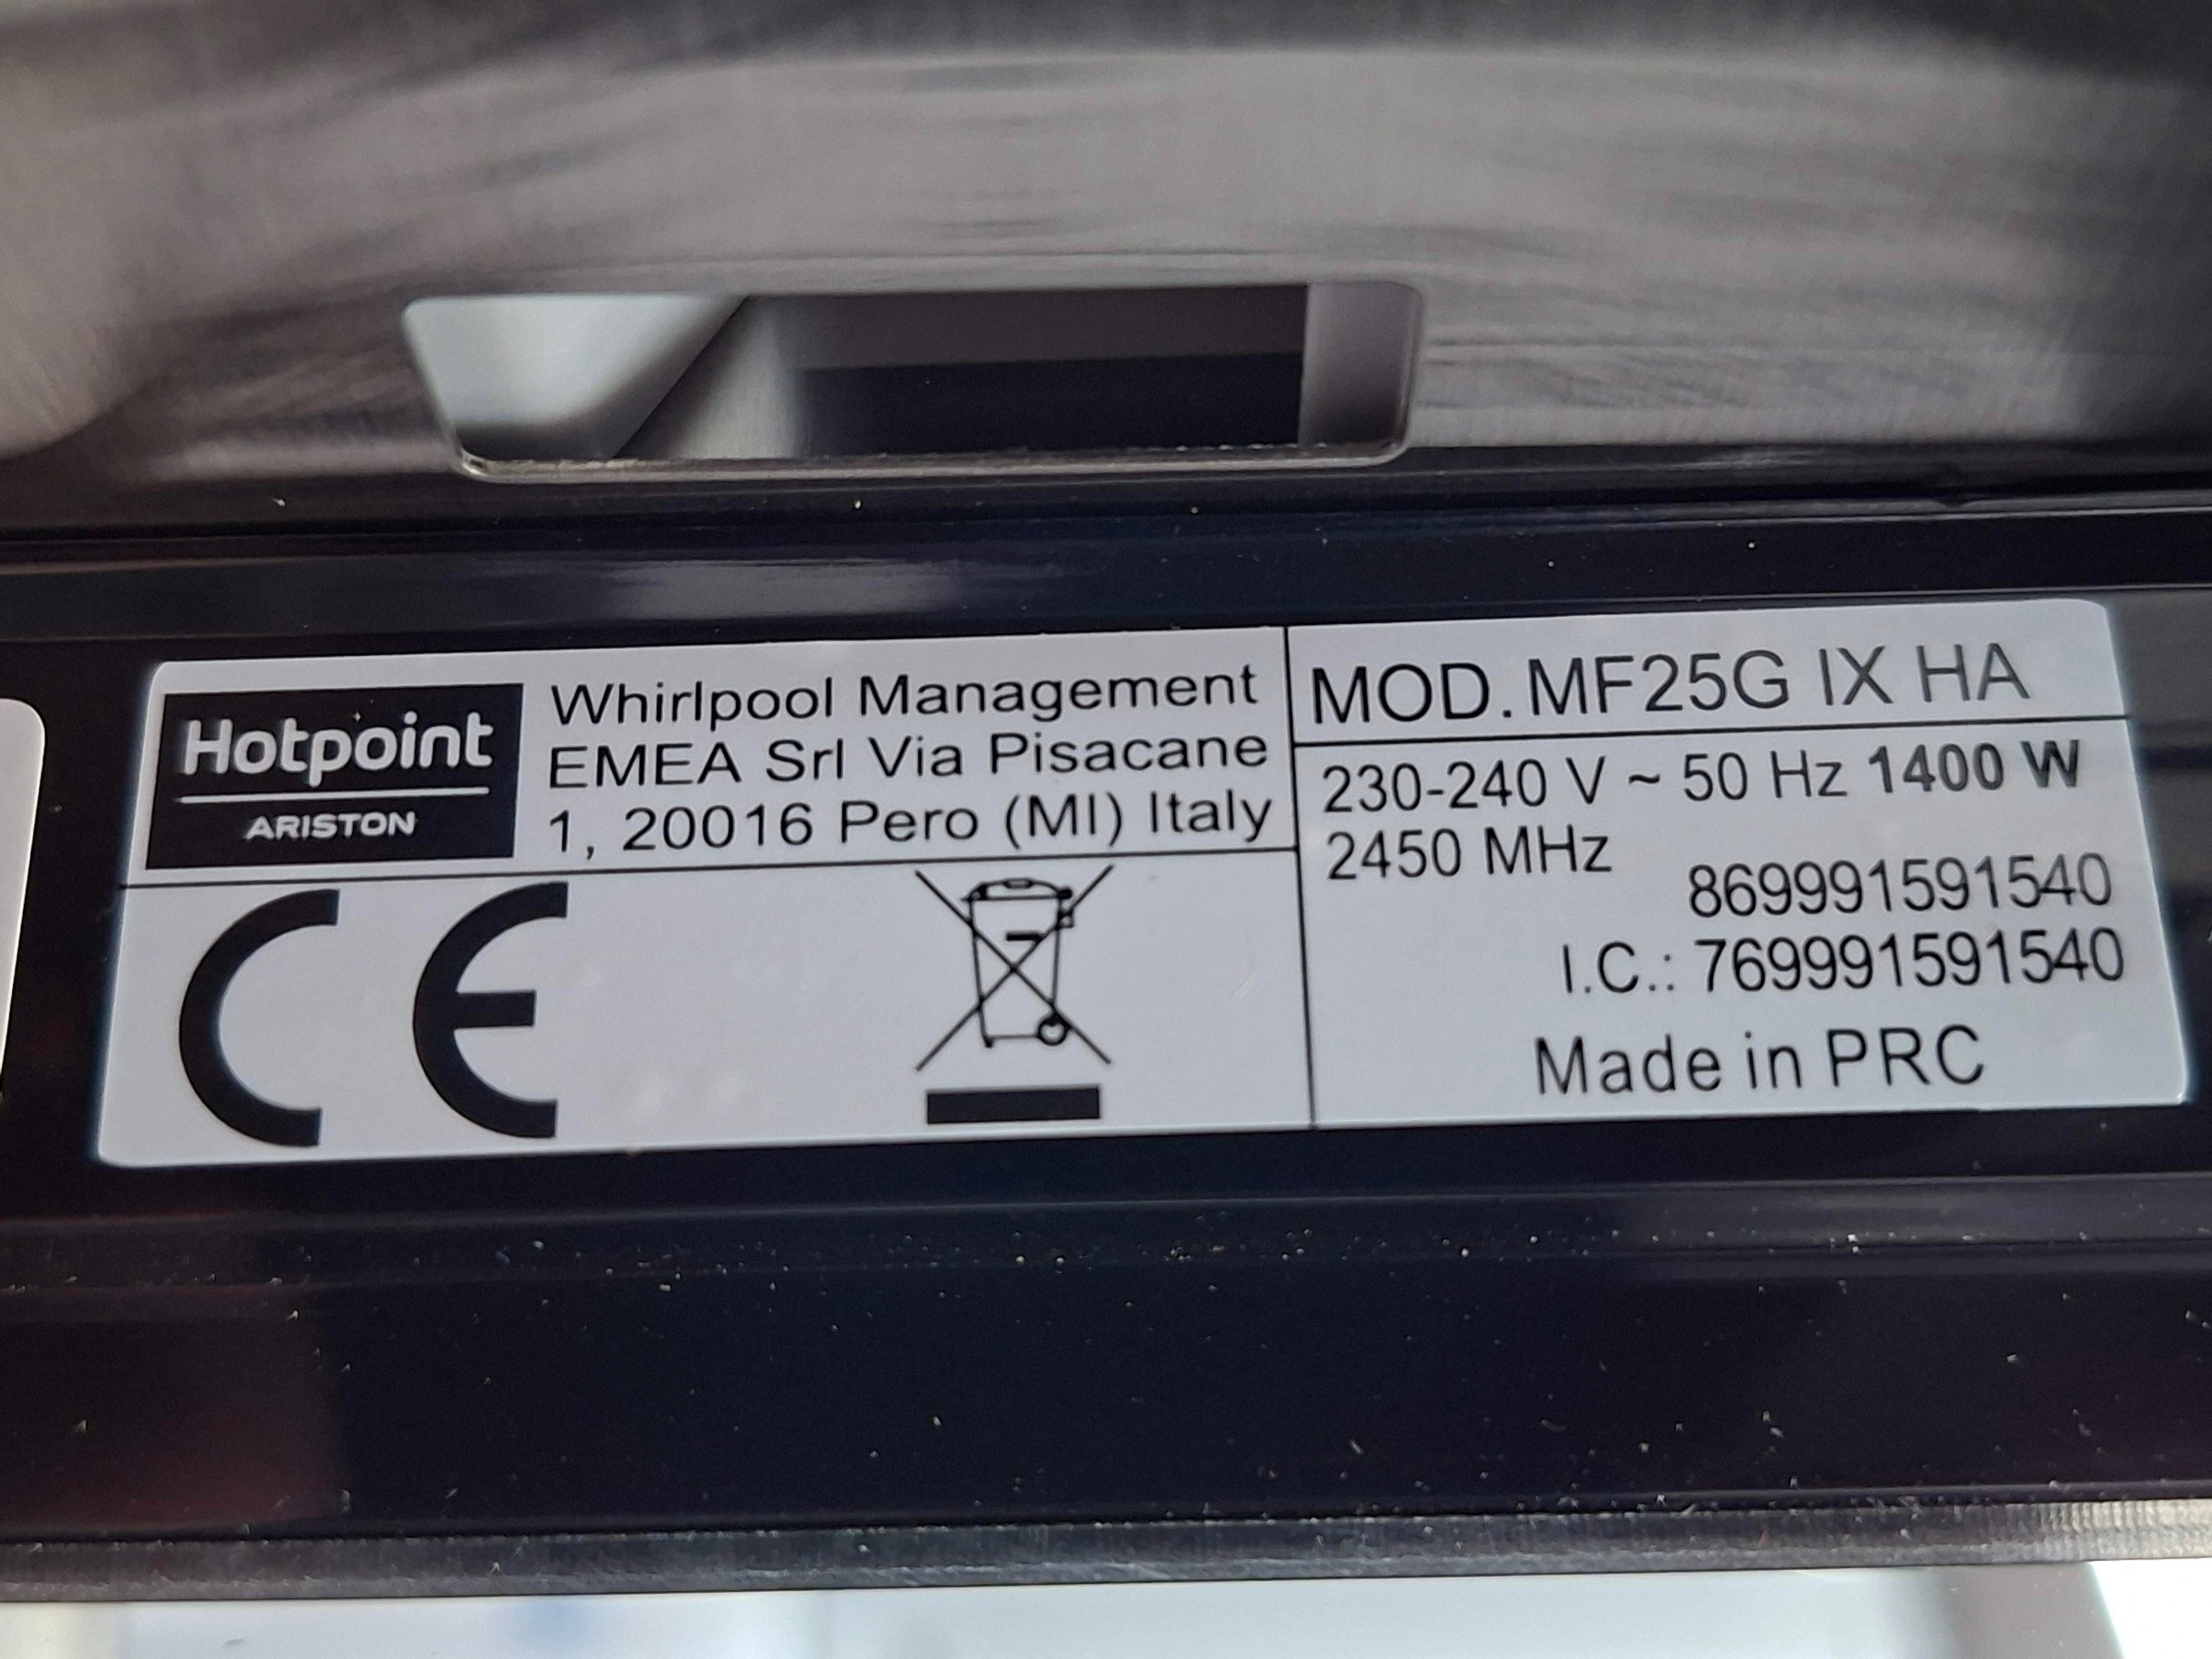 Hotpoint
ARISTON
Whirlpool Management
EMEA Srl Via Pisacane
1, 20016 Pero (MI) Italy
CE
MOD. MF25G IX HA
230-240 V ~ 50 Hz 1400 W
2450 MHz
869991591540
I.C.: 769991591540
Made in PRC